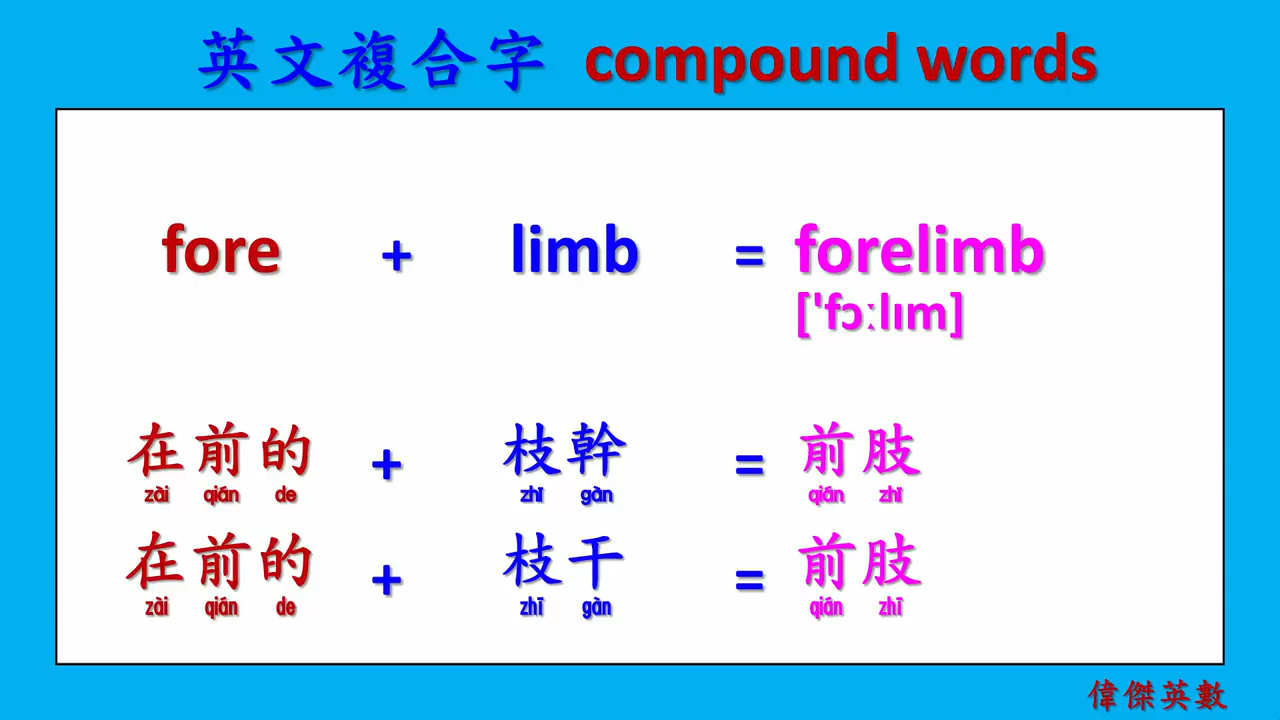 英文複合字 compound words
fore + limb = forelimb
['fɔːlɪm]
在前的 + 枝幹 = 前肢
zài qián de zhī gàn qián zhī
在前的 + 枝干 = 前肢
zài qián de zhī gàn qián zhī
偉傑英數